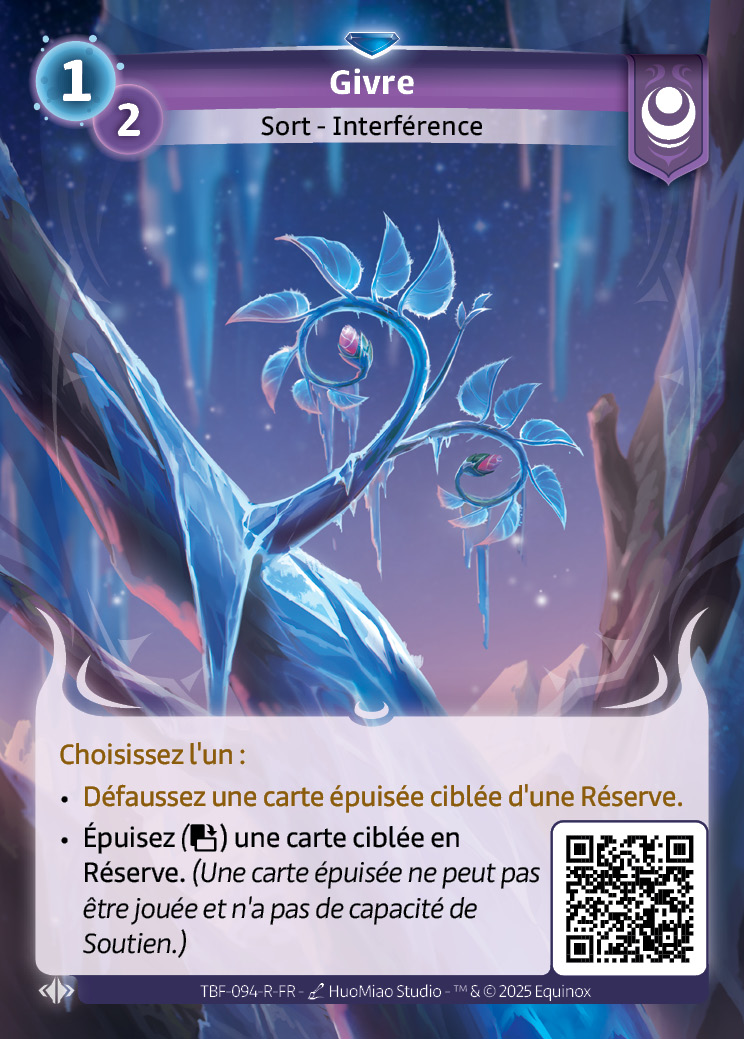 1
2
Givre
Sort - Interférence
Choisissez l'un :
• Défaussez une carte épuisée ciblée d'une Réserve.
• Épuisez () une carte ciblée en
Réserve. (Une carte épuisée ne peut pas
être jouée et n'a pas de capacité de
Soutien.)
TBF-094-R-FR - HuoMiao Studio - ™ & © 2025 Equinox